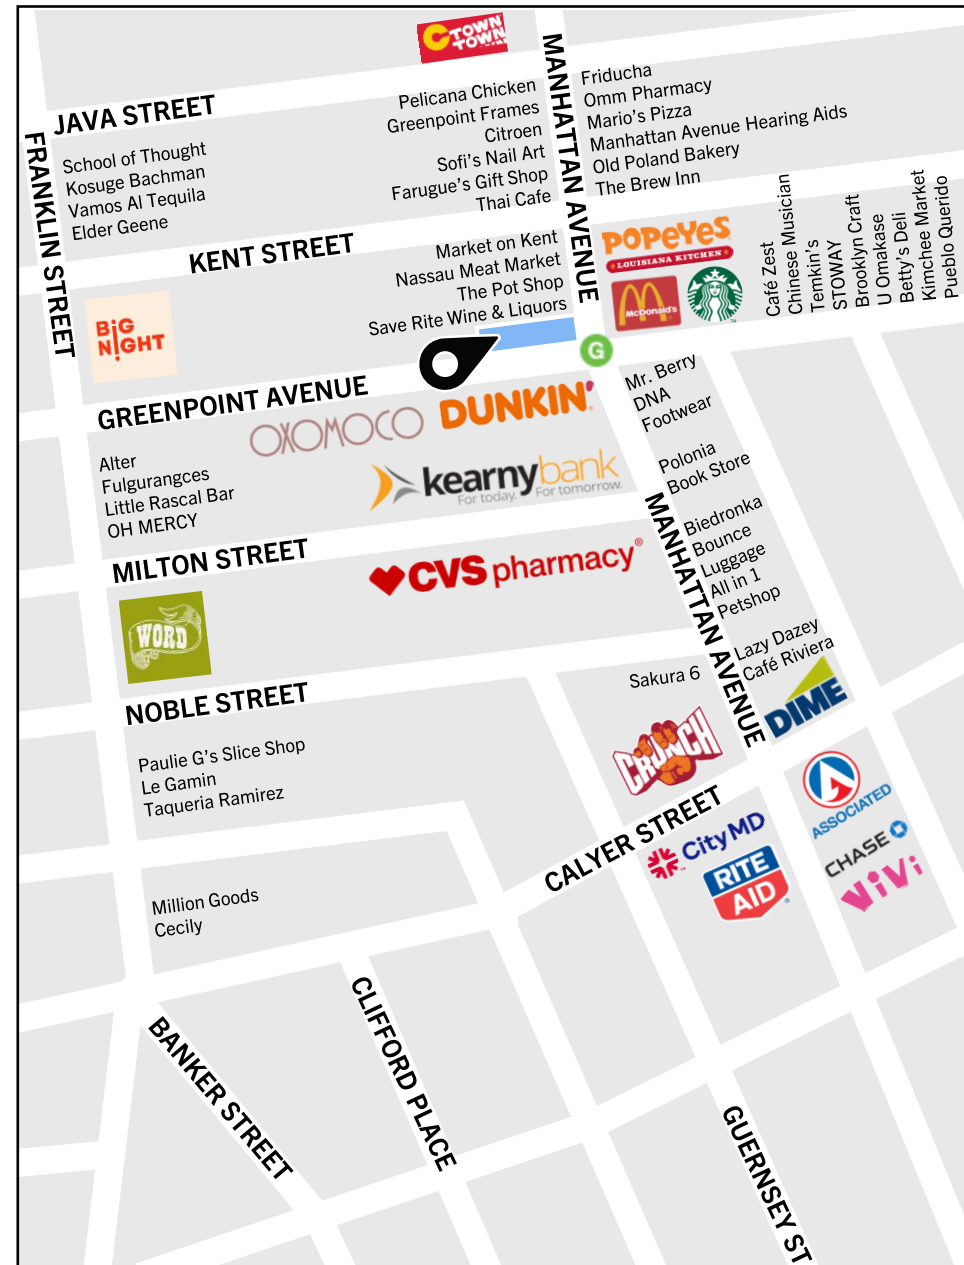 C TOWN
TOWN
JAVA STREET
FRANKLIN STREET
MANHATTAN AVENUE
Pelicana Chicken
Greenpoint Frames
Citroen
Sofi's Nail Art
Farugue's Gift Shop
Thai Cafe
Friducha
Omm Pharmacy
Mario's Pizza
Manhattan Avenue Hearing Aids
Old Poland Bakery
The Brew Inn
School of Thought
Kosuge Bachman
Vamos Al Tequila
Elder Geene
KENT STREET
Market on Kent
Nassau Meat Market
The Pot Shop
Save Rite Wine & Liquors
POPEYES
LOUISIANA KITCHEN
McDonald's
Café Zest
Chinese Musician
Temkin's
STOWAY
Brooklyn Craft
U Omakase
Betty's Deli
Kimchee Market
Pueblo Querido
BiG
NiGHT
G
GREENPOINT AVENUE
OXOMOCO
DUNKIN'
Alter
Fulgurangces
Little Rascal Bar
OH MERCY
kearnybank
For today. For tomorrow.
Mr. Berry
DNA
Footwear
Polonia
Book Store
Biedronka
Bounce
Luggage
All in 1
Petshop
Lazy Dazey
Café Riviera
MANHATTAN AVENUE
MILTON STREET
CVS pharmacy®
WORD
NOBLE STREET
Sakura 6
DIME
CRUNCH
Paulie G's Slice Shop
Le Gamin
Taqueria Ramirez
CALYER STREET
CityMD
RITE
AID
ASSOCIATED
CHASE
ViVi
Million Goods
Cecily
BANKER STREET
CLIFFORD PLACE
GUERNSEY ST